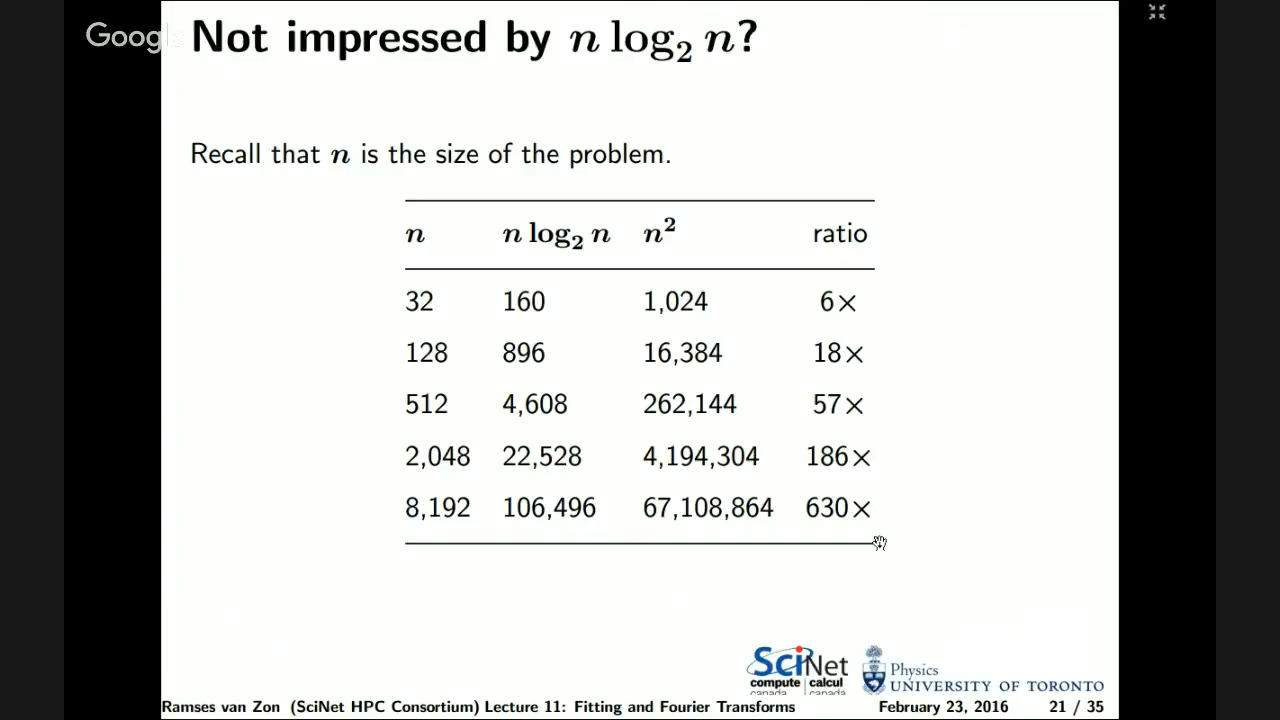 Google
Not impressed by n log₂ n?
Recall that n is the size of the problem.
n n log₂ n n² ratio
32 160 1,024 6×
128 896 16,384 18×
512 4,608 262,144 57×
2,048 22,528 4,194,304 186×
8,192 106,496 67,108,864 630×
SciNet
compute | calcul
canada | canada
Physics
UNIVERSITY OF TORONTO
Ramses van Zon (SciNet HPC Consortium) Lecture 11: Fitting and Fourier Transforms February 23, 2016 21 / 35